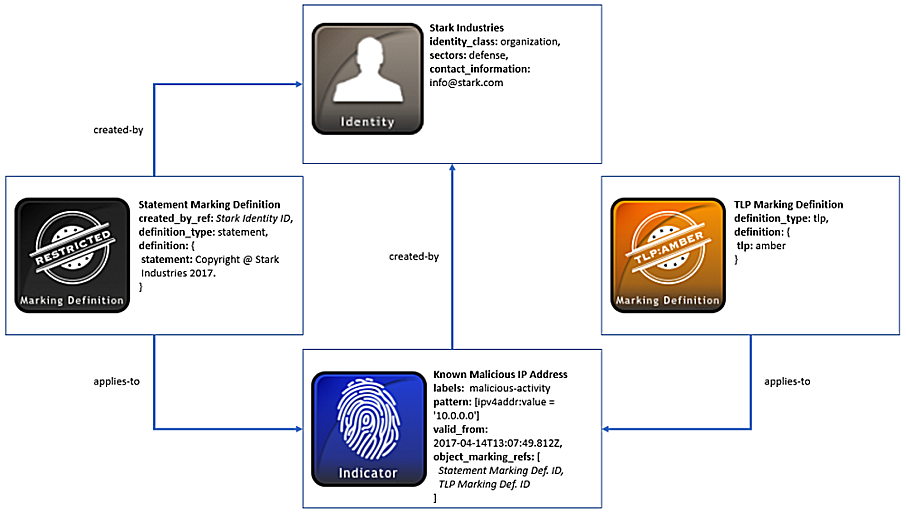 Stark Industries
identity_class: organization,
sectors: defense,
contact_information:
info@stark.com
Identity
created-by
Statement Marking Definition
created_by_ref: Stark Identity ID,
definition_type: statement,
definition: {
statement: Copyright @ Stark
Industries 2017.
}
RESTRICTED
Marking Definition
created-by
TLP Marking Definition
definition_type: tlp,
definition: {
tlp: amber
}
TLP:AMBER
Marking Definition
applies-to
applies-to
Known Malicious IP Address
labels: malicious-activity
pattern: [ipv4addr:value =
'10.0.0.0']
valid_from:
2017-04-14T13:07:49.812Z,
object_marking_refs: [
Statement Marking Def. ID,
TLP Marking Def. ID
]
Indicator